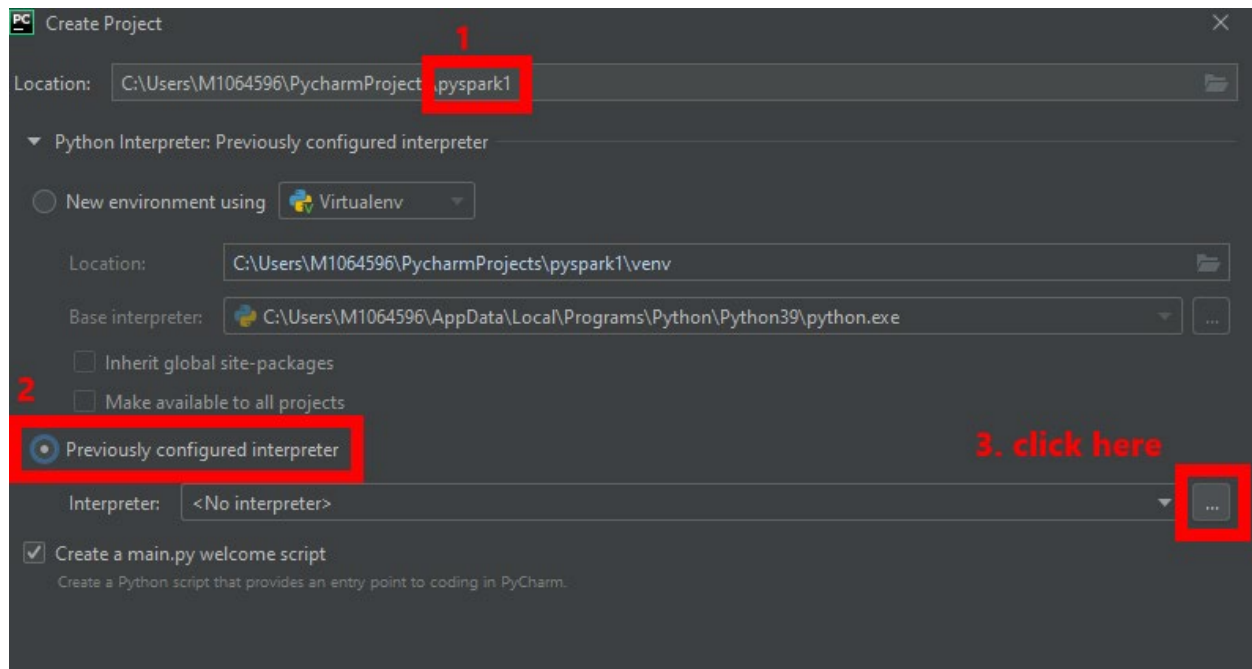 PC Create Project
1
Location: C:\Users\M1064596\PycharmProject \pyspark1
Python Interpreter: Previously configured interpreter
New environment using Virtualenv
Location: C:\Users\M1064596\PycharmProjects\pyspark1\venv
Base interpreter: C:\Users\M1064596\AppData\Local\Programs\Python\Python39\python.exe ...
Inherit global site-packages
2
Make available to all projects
Previously configured interpreter
3. click here
Interpreter: <No interpreter> ...
Create a main.py welcome script
Create a Python script that provides an entry point to coding in PyCharm.